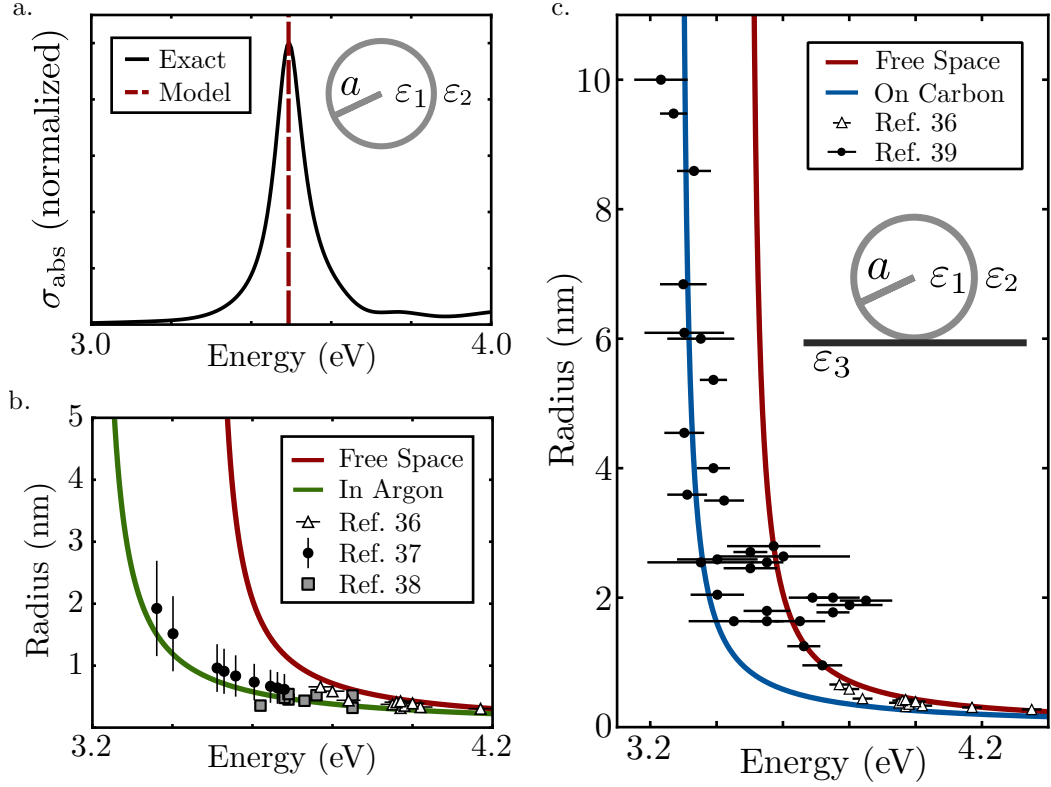 a.
Exact
Model
a
ε1
ε2
σabs (normalized)
3.0
Energy (eV)
4.0
b.
5
4
3
2
1
Radius (nm)
Free Space
In Argon
Ref. 36
Ref. 37
Ref. 38
3.2
Energy (eV)
4.2
c.
10
8
6
4
2
0
Radius (nm)
Free Space
On Carbon
Ref. 36
Ref. 39
a
ε1
ε2
ε3
3.2
Energy (eV)
4.2